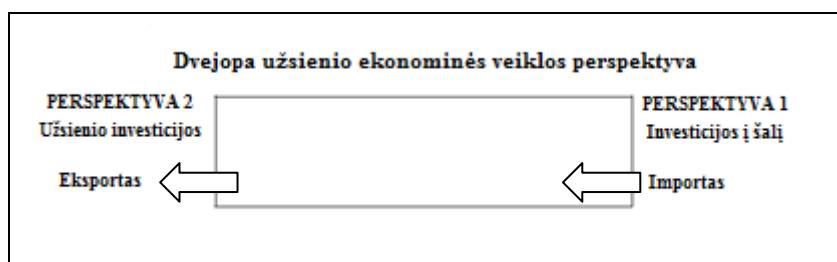 Dvejopa užsienio ekonominės veiklos perspektyva
PERSPEKTYVA 2
Užsienio investicijos
Eksportas
PERSPEKTYVA 1
Investicijos į šalį
Importas